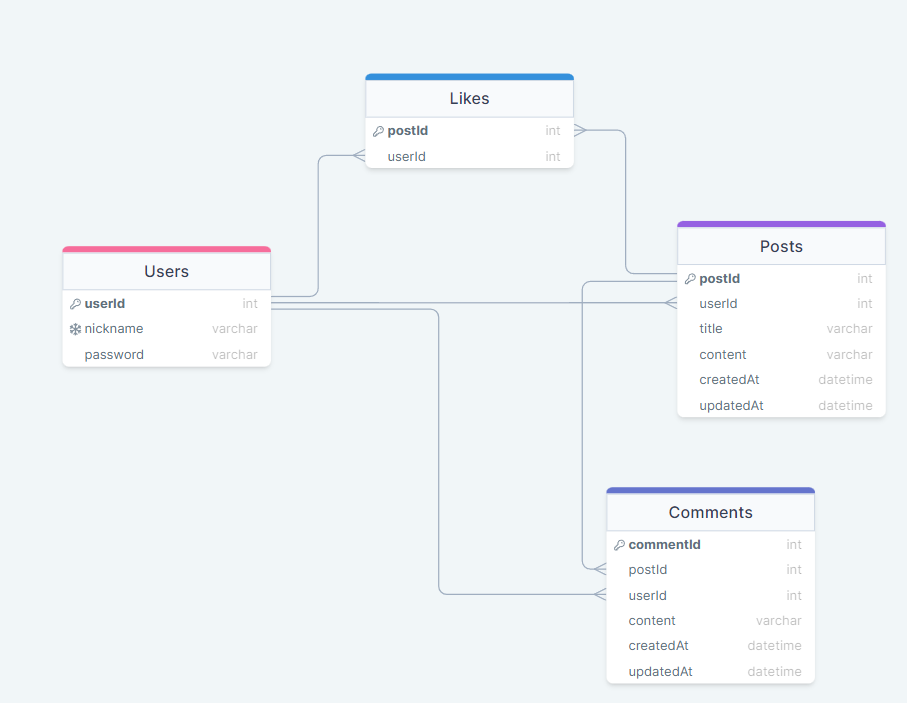 Likes
postId int
userId int
Users
userId int
nickname varchar
password varchar
Posts
postId int
userId int
title varchar
content varchar
createdAt datetime
updatedAt datetime
Comments
commentId int
postId int
userId int
content varchar
createdAt datetime
updatedAt datetime